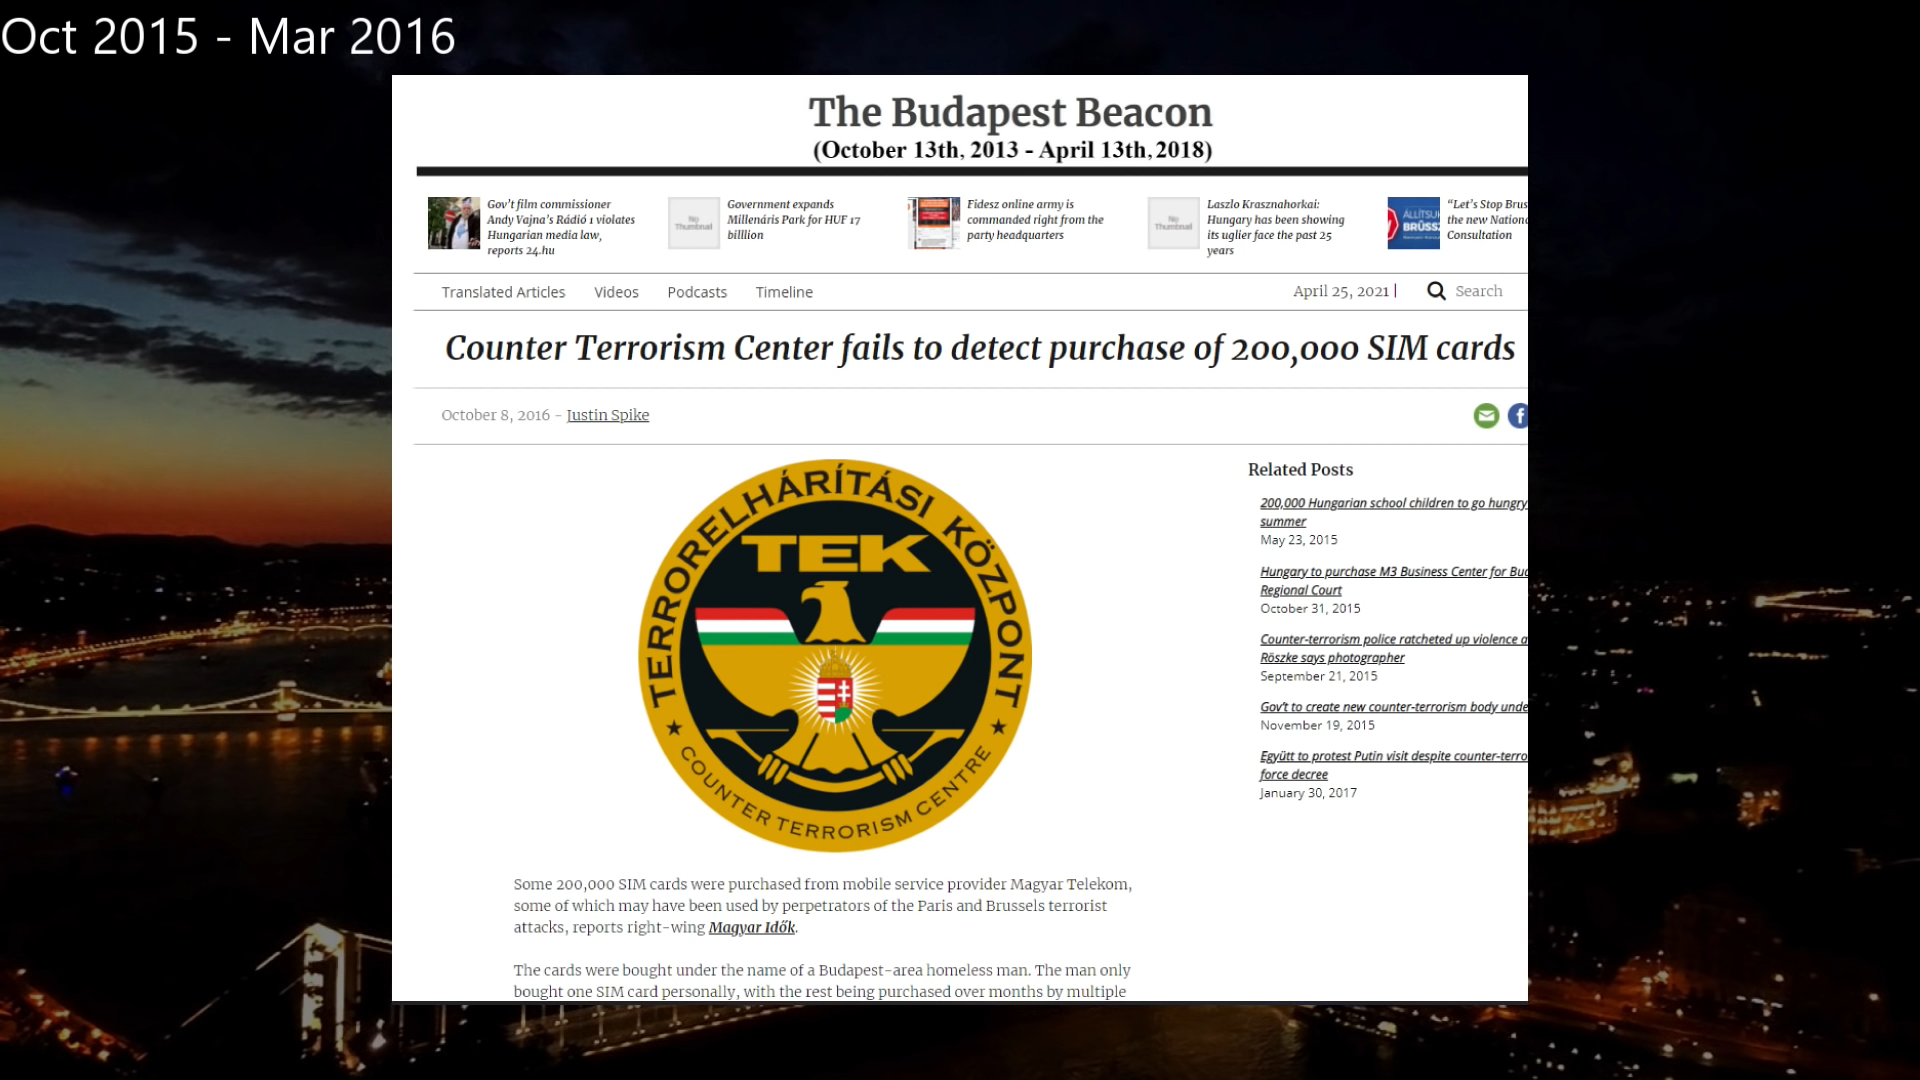 Oct 2015 - Mar 2016
The Budapest Beacon
(October 13th, 2013 - April 13th, 2018)
Gov't film commissioner
Andy Vajna's Rádió 1 violates
Hungarian media law,
reports 24.hu
No
Thumbnail
Government expands
Millenáris Park for HUF 17
billlion
Fidesz online army is
commanded right from the
party headquarters
No
Thumbnail
Laszlo Krasznahorkai:
Hungary has been showing
its uglier face the past 25
years
ÁLLÍTSU
BRÜSSZ
"Let's Stop Brus
the new Nationa
Consultation
Translated Articles Videos Podcasts Timeline April 25, 2021 | Search
Counter Terrorism Center fails to detect purchase of 200,000 SIM cards
October 8, 2016 - Justin Spike
TERRORELHÁRÍTÁSI KÖZPONT
TEK
COUNTER TERRORISM CENTRE
Related Posts
200,000 Hungarian school children to go hungry
summer
May 23, 2015
Hungary to purchase M3 Business Center for Bud
Regional Court
October 31, 2015
Counter-terrorism police ratcheted up violence a
Röszke says photographer
September 21, 2015
Gov't to create new counter-terrorism body unde
November 19, 2015
Együtt to protest Putin visit despite counter-terro
force decree
January 30, 2017
Some 200,000 SIM cards were purchased from mobile service provider Magyar Telekom,
some of which may have been used by perpetrators of the Paris and Brussels terrorist
attacks, reports right-wing Magyar Idők.
The cards were bought under the name of a Budapest-area homeless man. The man only
bought one SIM card personally, with the rest being purchased over months by multiple